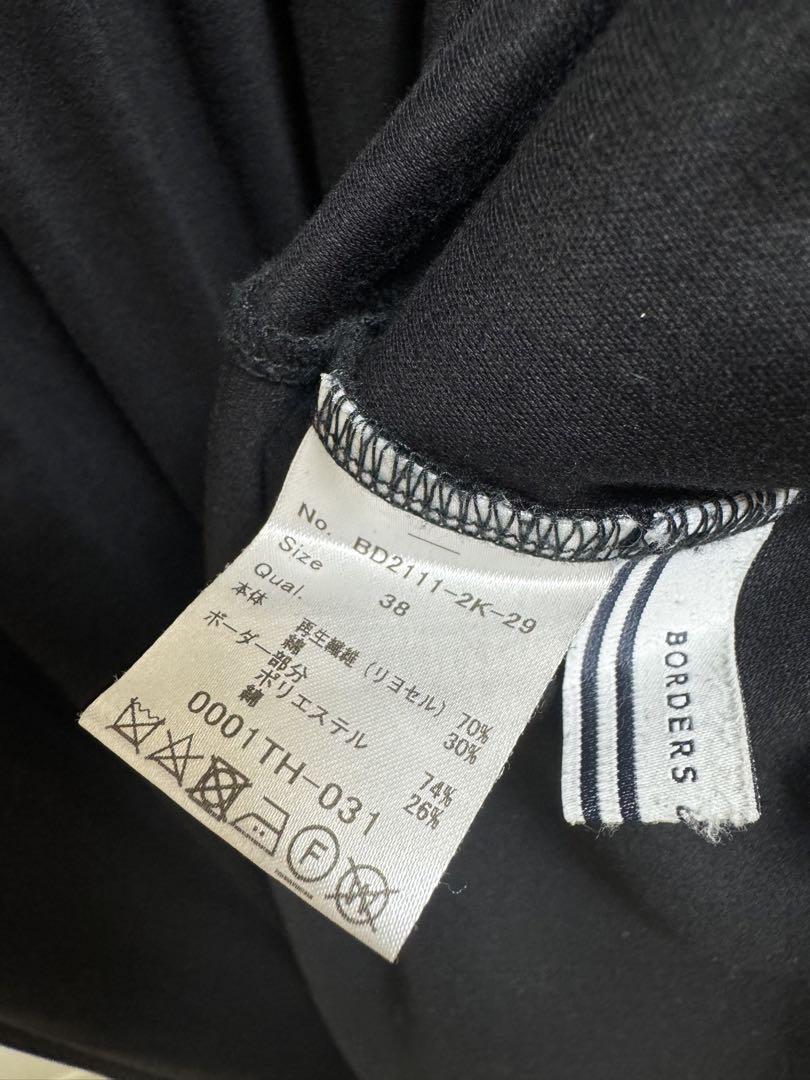 No. BD2111-2K-29
Size 38
Qual.
本体 再生繊維 (リヨセル) 70%
綿 30%
ボーダー部分
ポリエステル 74%
綿 26%
0001TH-031
F
W
BORDERS